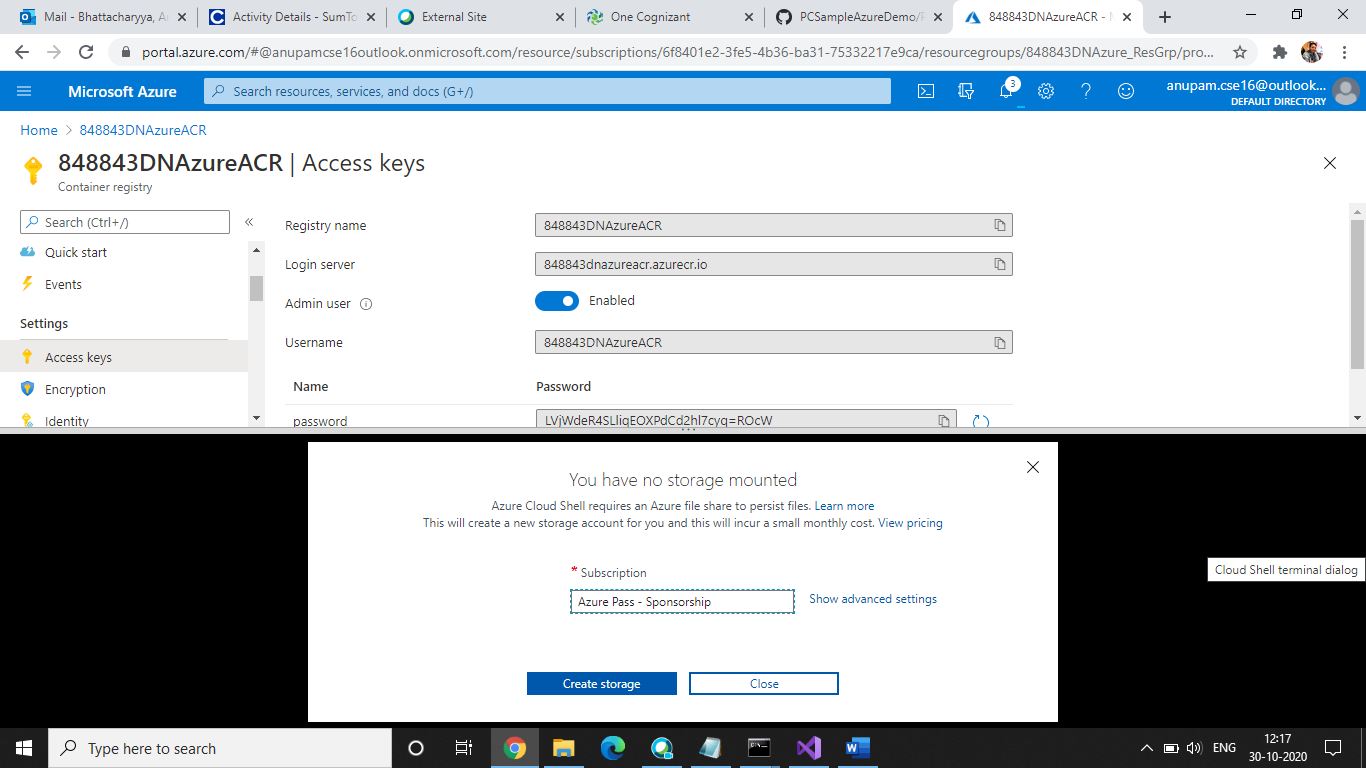 Mail - Bhattacharyya, A
Activity Details - SumTo
External Site
One Cognizant
PCSampleAzureDemo/
848843DNAzureACR -
portal.azure.com/#@anupamcse16outlook.onmicrosoft.com/resource/subscriptions/6f8401e2-3fe5-4b36-ba31-75332217e9ca/resourcegroups/848843DNAzure_ResGrp/pro...
Microsoft Azure
Search resources, services, and docs (G+/)
3
anupam.cse16@outlook...
DEFAULT DIRECTORY
Home > 848843DNAzureACR
848843DNAzureACR | Access keys
Container registry
Search (Ctrl+/)
«
Quick start
Events
Settings
Access keys
Encryption
Identity
Registry name
848843DNAzureACR
Login server
848843dnazureacr.azurecr.io
Admin user
Enabled
Username
848843DNAzureACR
Name
Password
password
You have no storage mounted
Azure Cloud Shell requires an Azure file share to persist files. Learn more
This will create a new storage account for you and this will incur a small monthly cost. View pricing
* Subscription
Azure Pass - Sponsorship
Show advanced settings
Create storage
Close
Cloud Shell terminal dialog
Type here to search
ENG
12:17
30-10-2020